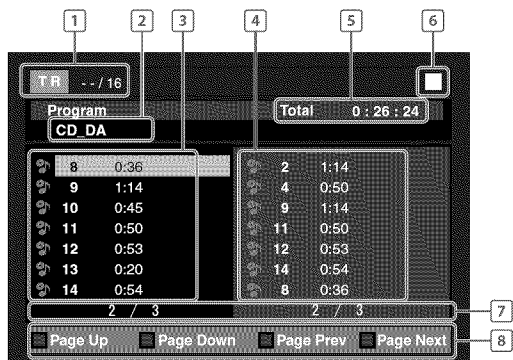 1 2 3 4 5 6
TR --/16
Program Total 0:26:24
CD_DA
8 0:36 2 1:14
9 1:14 4 0:50
10 0:45 9 1:14
11 0:50 11 0:50
12 0:53 12 0:53
13 0:20 14 0:54
14 0:54 8 0:36
2 / 3 2 / 3 7
Page Up Page Down Page Prev Page Next 8